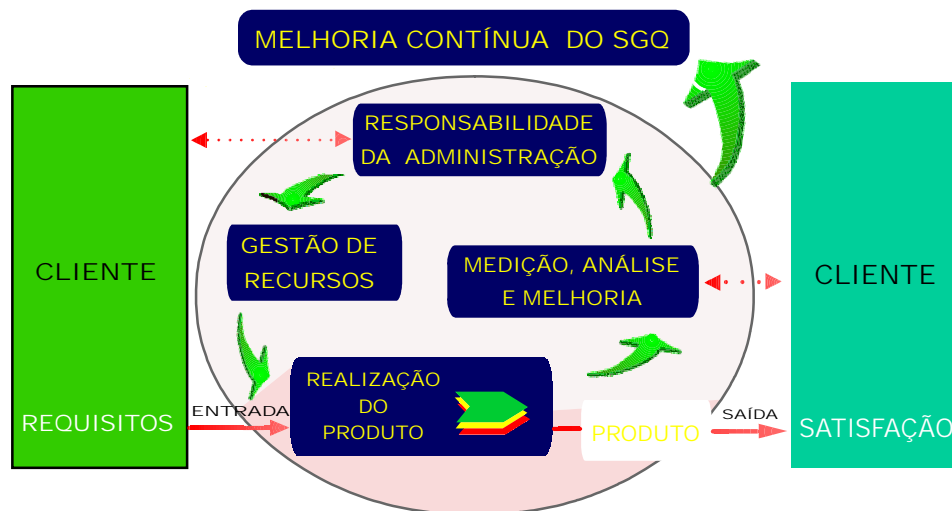 MELHORIA CONTÍNUA DO SGQ
RESPONSABILIDADE
DA ADMINISTRAÇÃO
GESTÃO DE
RECURSOS
MEDIÇÃO, ANÁLISE
E MELHORIA
CLIENTE
CLIENTE
REALIZAÇÃO
DO
PRODUTO
REQUISITOS
ENTRADA
PRODUTO
SAÍDA
SATISFAÇÃO